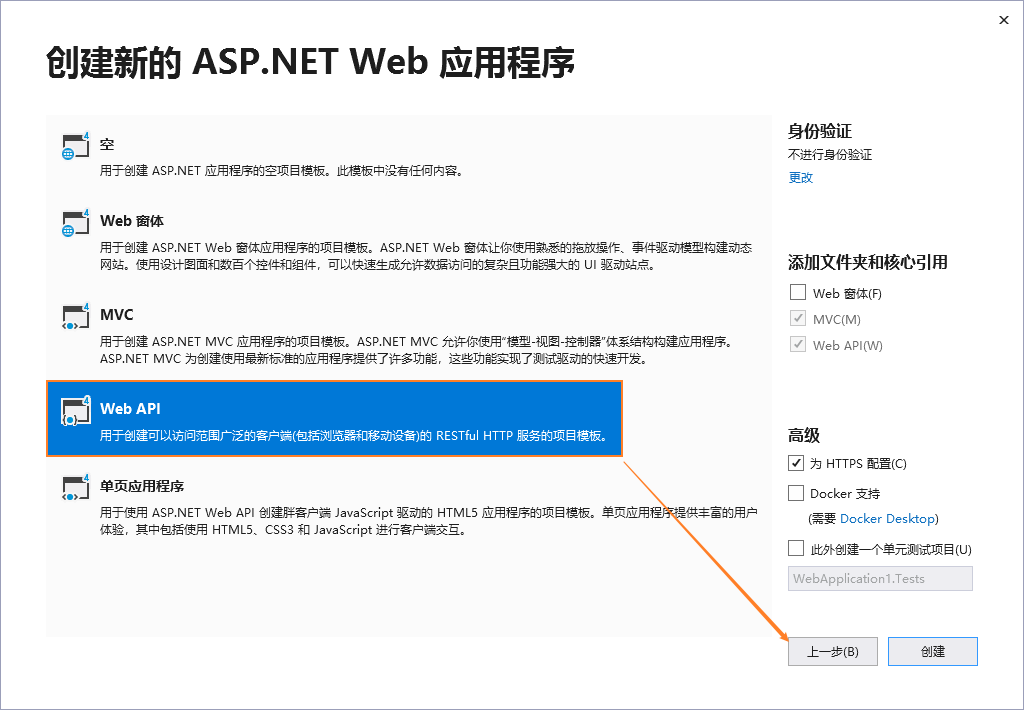 创建新的 ASP.NET Web 应用程序
空
用于创建 ASP.NET 应用程序的空项目模板。此模板中没有任何内容。
Web 窗体
用于创建 ASP.NET Web 窗体应用程序的项目模板。ASP.NET Web 窗体让你使用熟悉的拖放操作、事件驱动模型构建动态
网站。使用设计图面和数百个控件和组件，可以快速生成允许数据访问的复杂且功能强大的 UI 驱动站点。
MVC
用于创建 ASP.NET MVC 应用程序的项目模板。ASP.NET MVC 允许你使用“模型-视图-控制器”体系结构构建应用程序。
ASP.NET MVC 为创建使用最新标准的应用程序提供了许多功能，这些功能实现了测试驱动的快速开发。
Web API
用于创建可以访问范围广泛的客户端(包括浏览器和移动设备)的 RESTful HTTP 服务的项目模板。
单页应用程序
用于使用 ASP.NET Web API 创建胖客户端 JavaScript 驱动的 HTML5 应用程序的项目模板。单页应用程序提供丰富的用户
体验，其中包括使用 HTML5、CSS3 和 JavaScript 进行客户端交互。
身份验证
不进行身份验证
更改
添加文件夹和核心引用
Web 窗体(F)
MVC(M)
Web API(W)
高级
为 HTTPS 配置(C)
Docker 支持
(需要 Docker Desktop)
此外创建一个单元测试项目(U)
WebApplication1.Tests
上一步(B)
创建